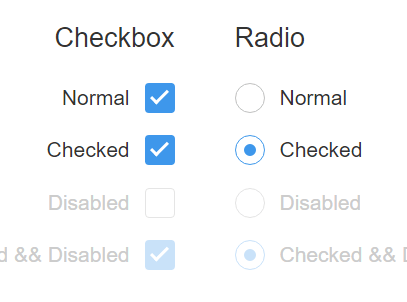 Checkbox Radio
Normal Normal
Checked Checked
Disabled Disabled
&& Disabled Checked &&